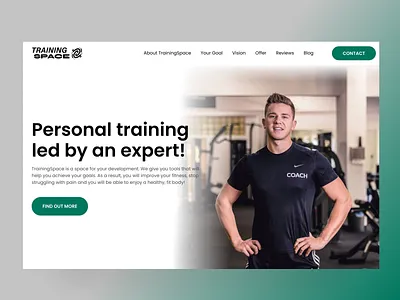 TRAINING
SPACE
About TrainingSpace Your Goal Vision Offer Reviews Blog
CONTACT
Personal training
led by an expert!
TrainingSpace is a space for your development. We give you tools that will
help you achieve your goals. As a result, you will improve your fitness, stop
struggling with pain and you will be able to enjoy a healthy, fit body!
FIND OUT MORE
COACH